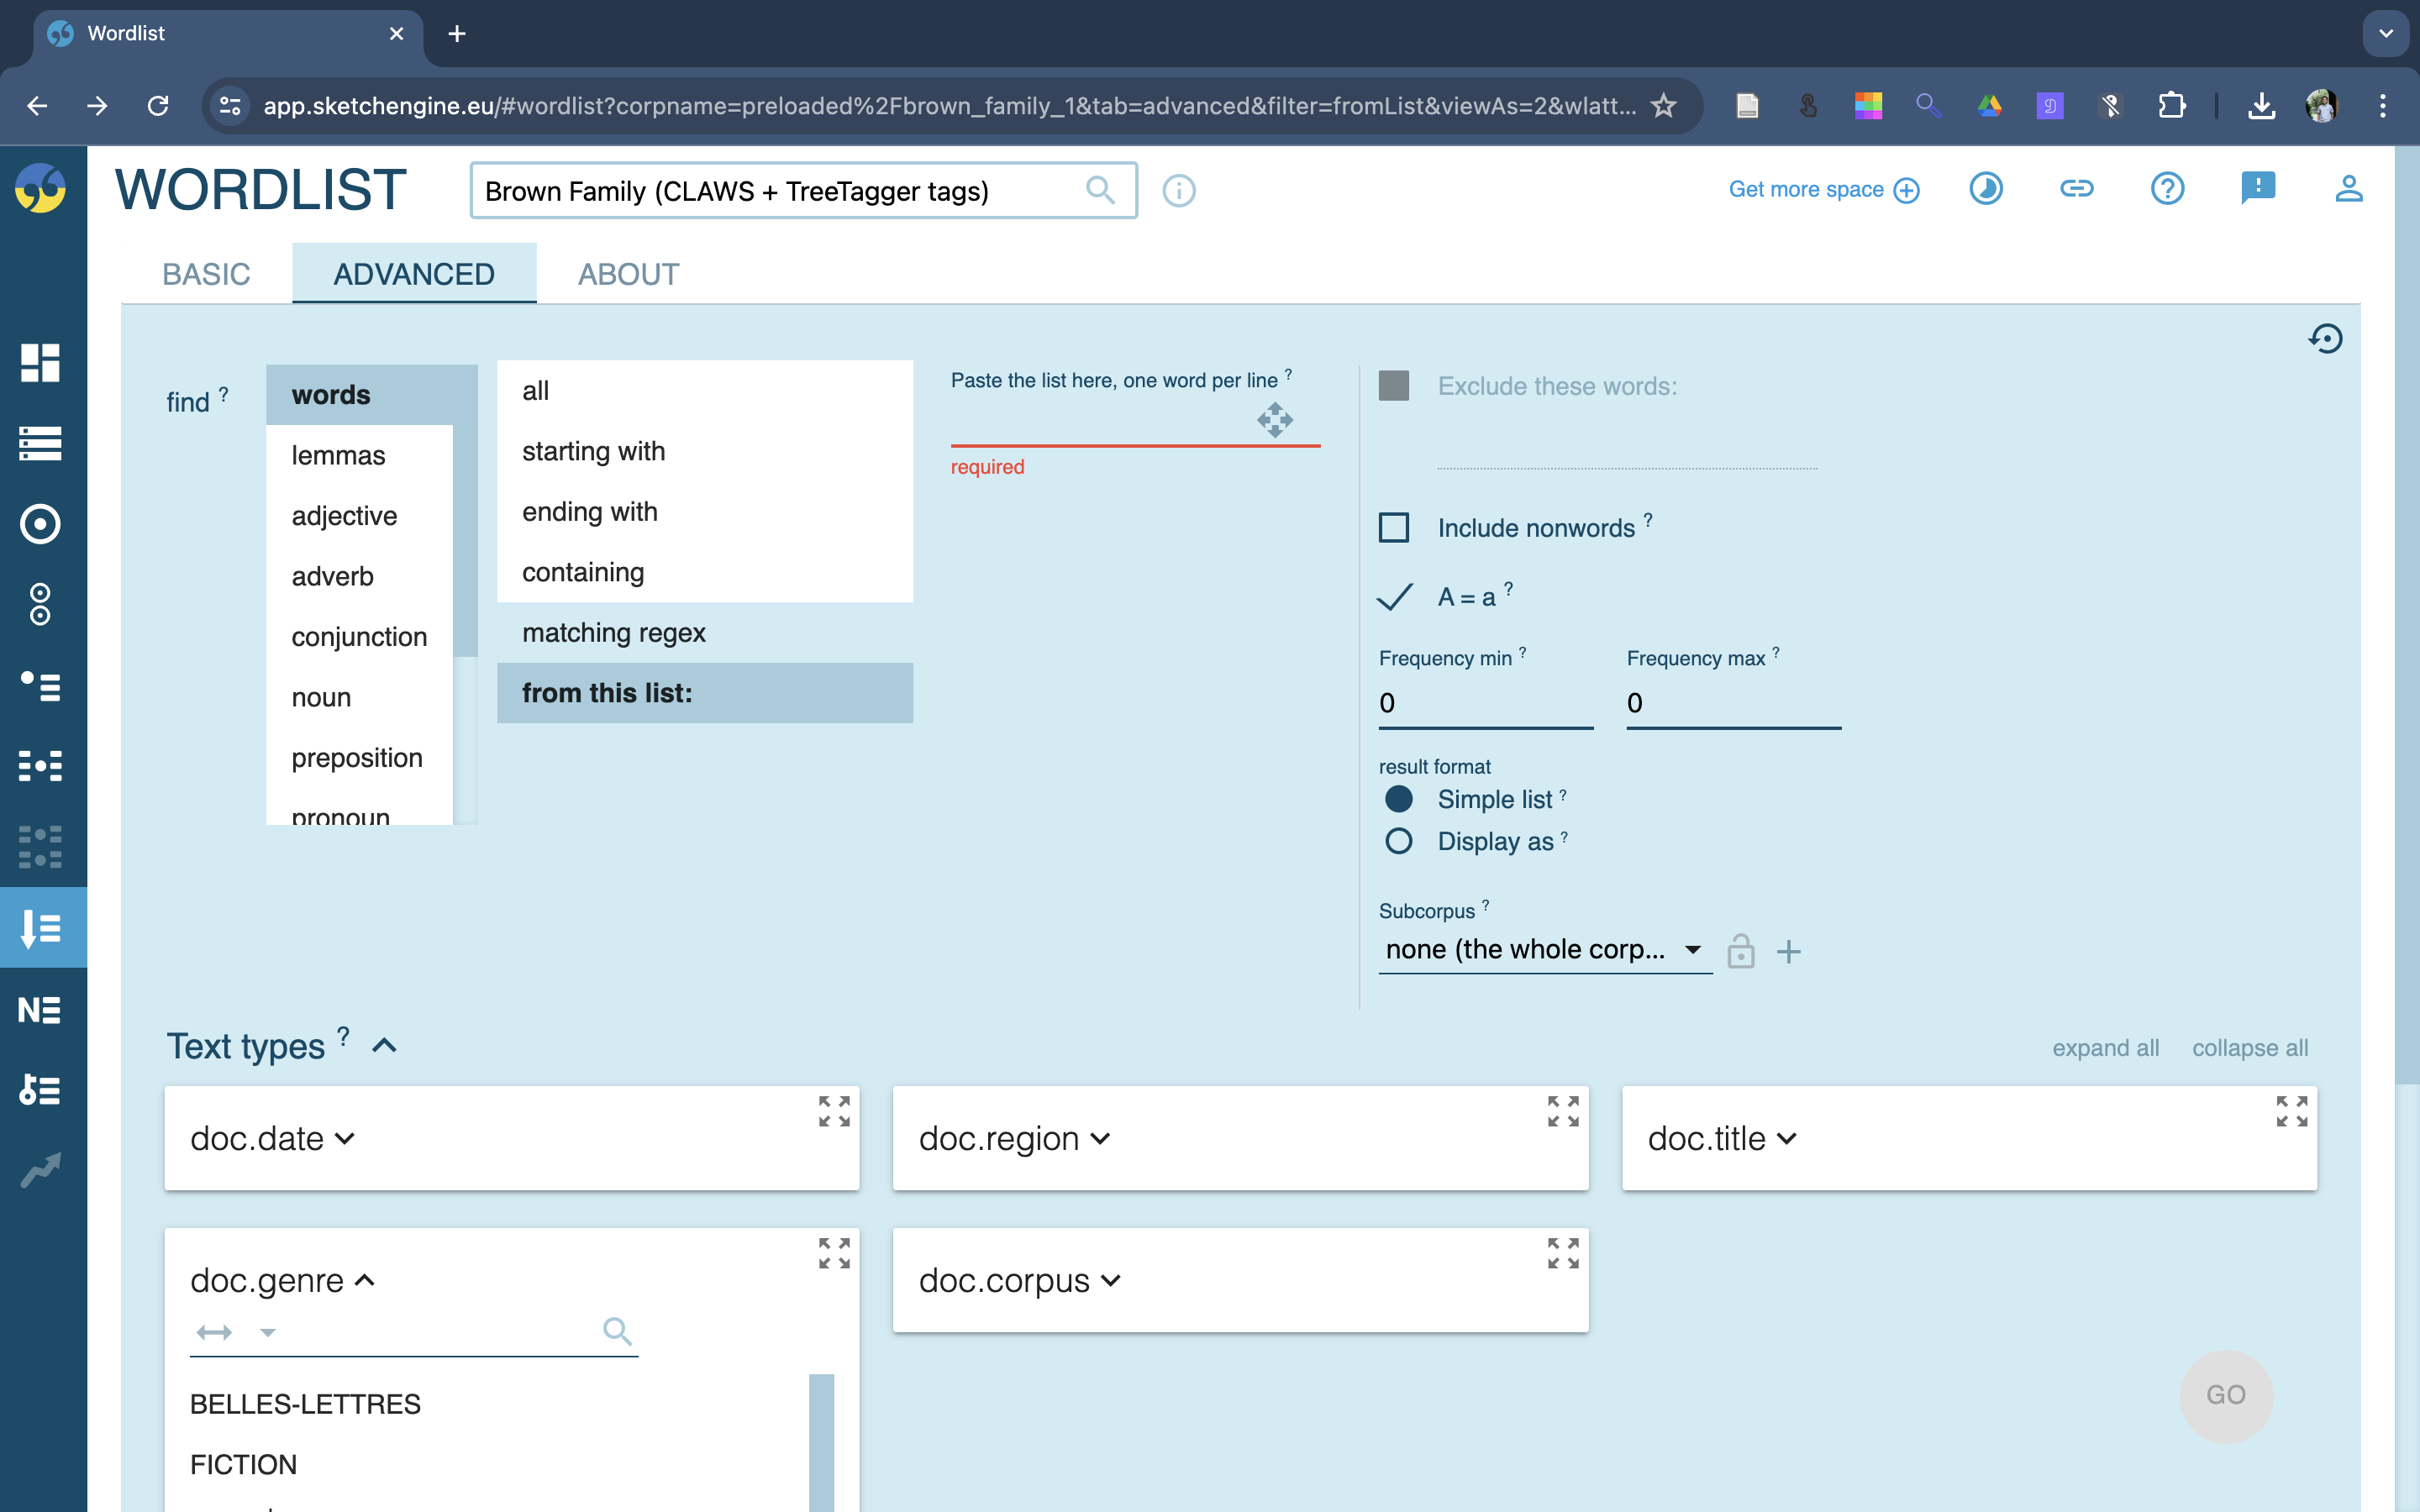 Wordlist
app.sketchengine.eu/#wordlist?corpname=preloaded%2Fbrown_family_1&tab=advanced&filter=fromList&viewAs=2&wlatt...
WORDLIST
Brown Family (CLAWS + TreeTagger tags)
Get more space
BASIC
ADVANCED
ABOUT
find ?
words
lemmas
adjective
adverb
conjunction
noun
preposition
pronoun
all
starting with
ending with
containing
matching regex
from this list:
Paste the list here, one word per line ?
required
Exclude these words:
Include nonwords ?
A = a ?
Frequency min ?
0
Frequency max ?
0
result format
Simple list ?
Display as ?
Subcorpus ?
none (the whole corp...
Text types ?
expand all
collapse all
doc.date
doc.region
doc.title
doc.genre
doc.corpus
BELLES-LETTRES
FICTION
GO